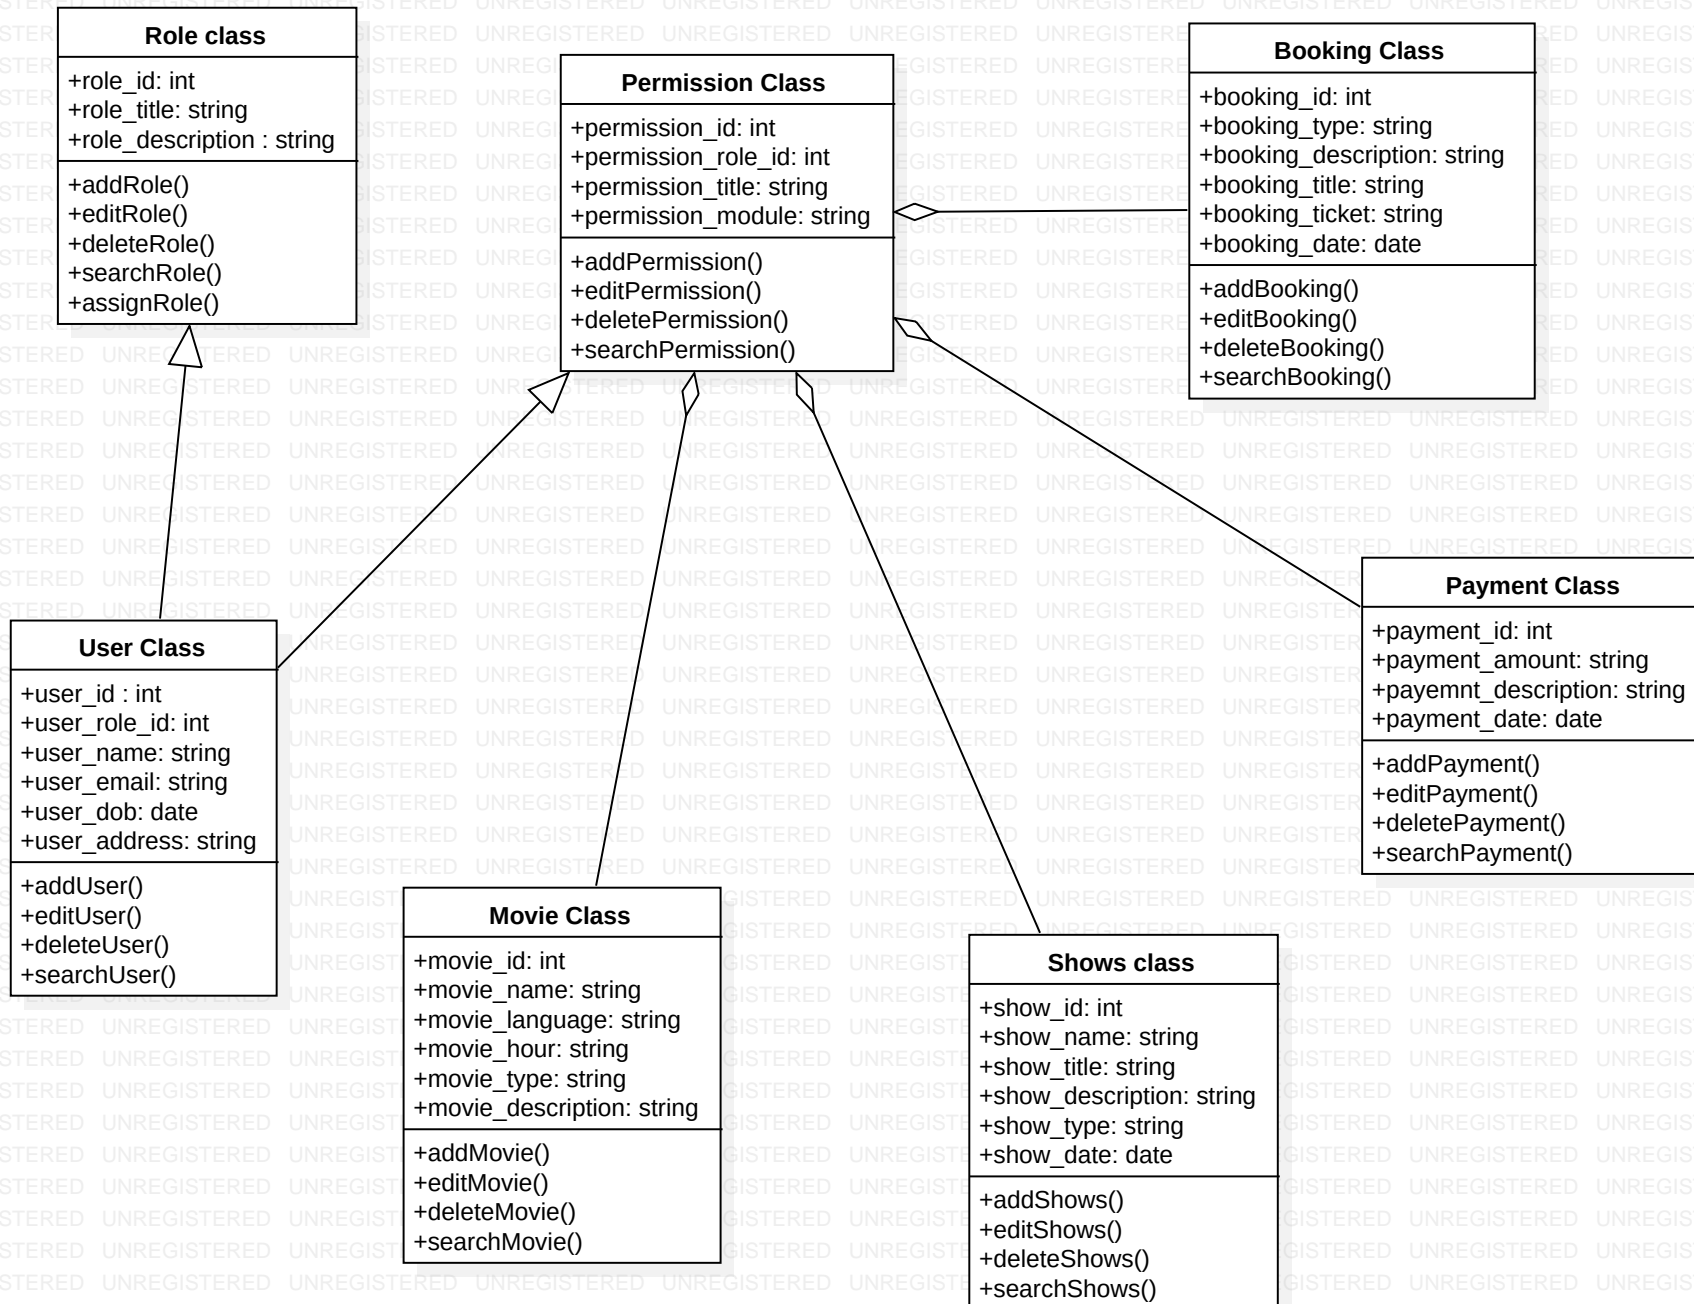 Role class
+role_id: int
+role_title: string
+role_description : string
+addRole()
+editRole()
+deleteRole()
+searchRole()
+assignRole()
Permission Class
+permission_id: int
+permission_role_id: int
+permission_title: string
+permission_module: string
+addPermission()
+editPermission()
+deletePermission()
+searchPermission()
Booking Class
+booking_id: int
+booking_type: string
+booking_description: string
+booking_title: string
+booking_ticket: string
+booking_date: date
+addBooking()
+editBooking()
+deleteBooking()
+searchBooking()
User Class
+user_id : int
+user_role_id: int
+user_name: string
+user_email: string
+user_dob: date
+user_address: string
+addUser()
+editUser()
+deleteUser()
+searchUser()
Movie Class
+movie_id: int
+movie_name: string
+movie_language: string
+movie_hour: string
+movie_type: string
+movie_description: string
+addMovie()
+editMovie()
+deleteMovie()
+searchMovie()
Shows class
+show_id: int
+show_name: string
+show_title: string
+show_description: string
+show_type: string
+show_date: date
+addShows()
+editShows()
+deleteShows()
+searchShows()
Payment Class
+payment_id: int
+payment_amount: string
+payemnt_description: string
+payment_date: date
+addPayment()
+editPayment()
+deletePayment()
+searchPayment()
UNREGISTERED